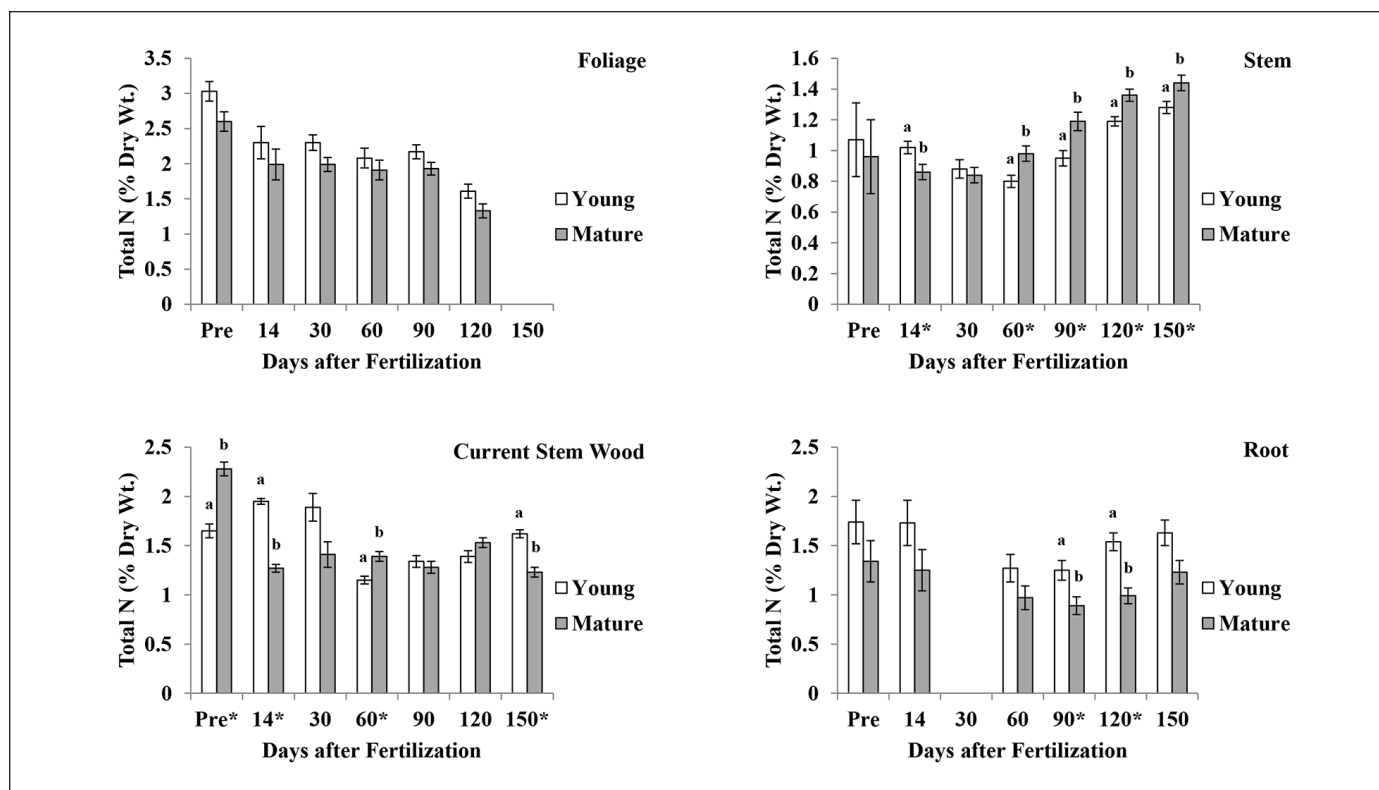 Foliage
Total N (% Dry Wt.)
3.5
3
2.5
2
1.5
1
0.5
0
Young
Mature
Pre 14 30 60 90 120 150
Days after Fertilization
Stem
Total N (% Dry Wt.)
1.6
1.4
1.2
1.0
0.8
0.6
0.4
0.2
0
a b a b a b a b a b
Young
Mature
Pre 14* 30 60* 90* 120* 150*
Days after Fertilization
Current Stem Wood
Total N (% Dry Wt.)
2.5
2
1.5
1
0.5
0
a b a b a b a b
Young
Mature
Pre* 14* 30 60* 90 120 150*
Days after Fertilization
Root
Total N (% Dry Wt.)
2.5
2
1.5
1
0.5
0
a b a b
Young
Mature
Pre 14 30 60 90* 120* 150
Days after Fertilization